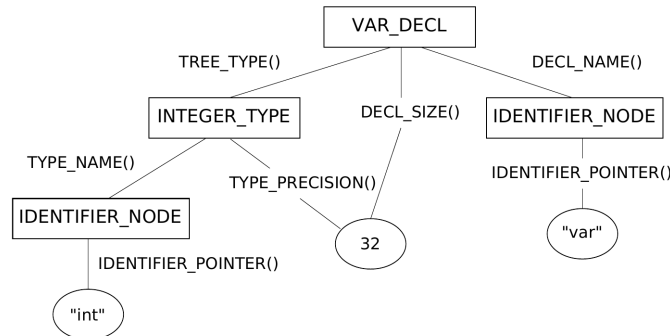 VAR_DECL
TREE_TYPE()
DECL_NAME()
INTEGER_TYPE
DECL_SIZE()
IDENTIFIER_NODE
TYPE_NAME()
TYPE_PRECISION()
IDENTIFIER_POINTER()
IDENTIFIER_NODE
32
"var"
IDENTIFIER_POINTER()
"int"